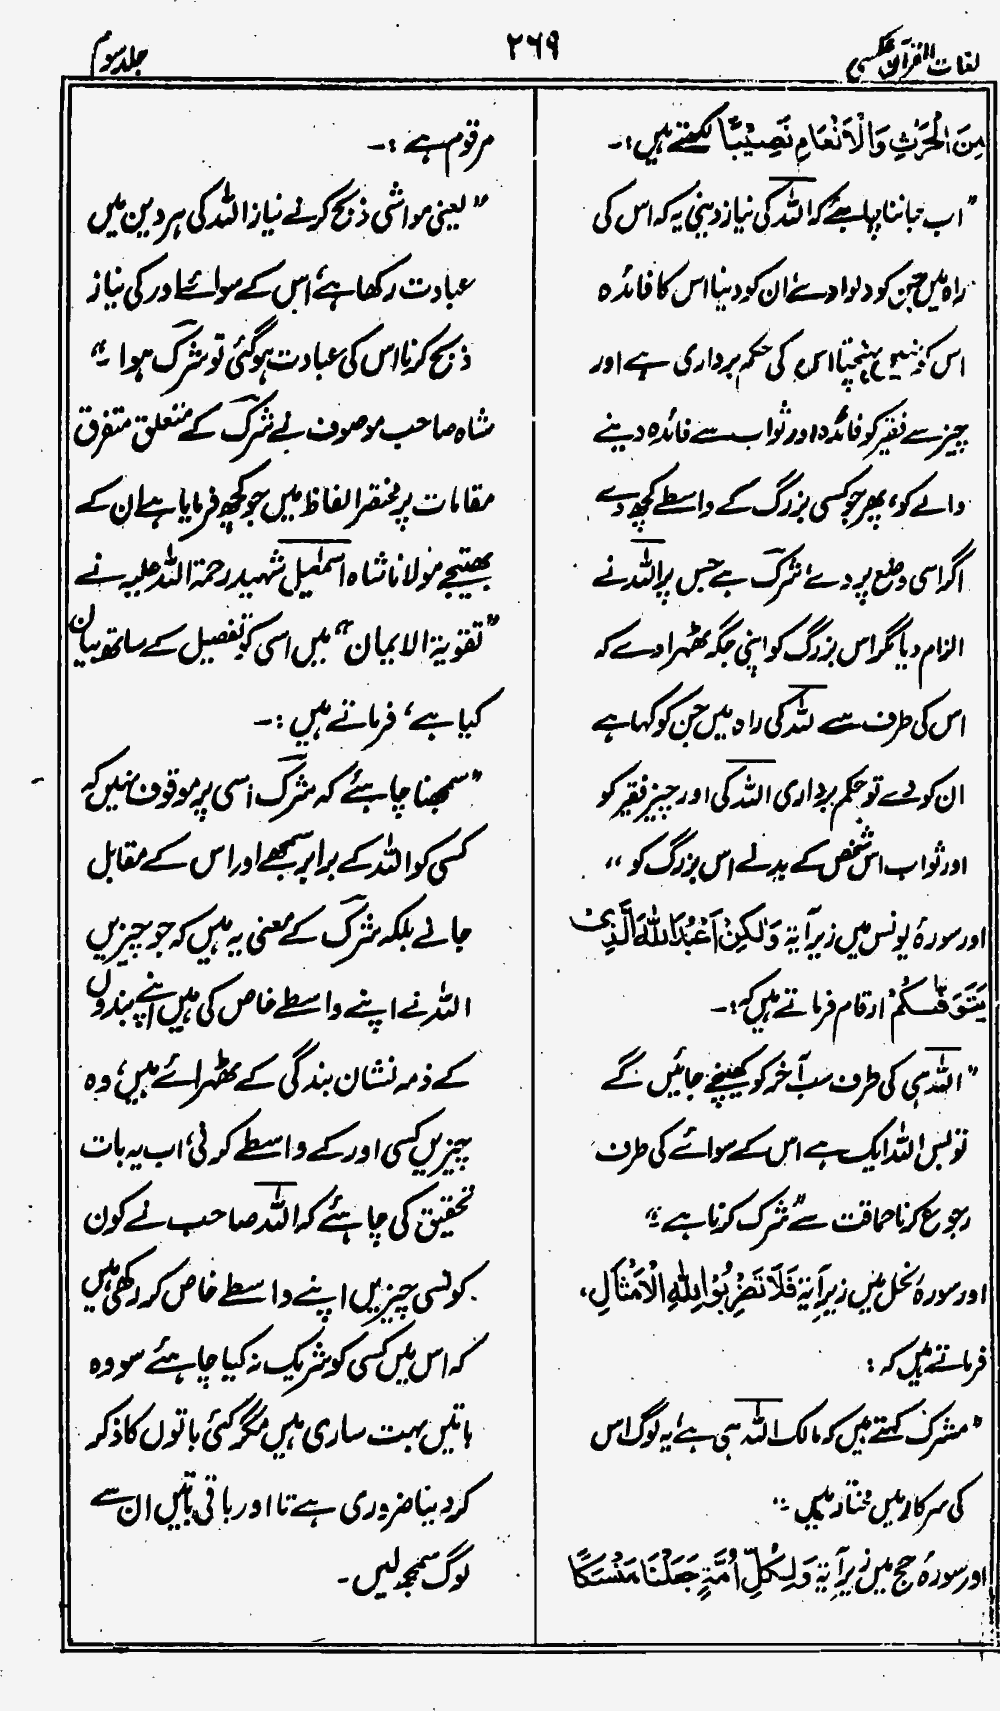 لغات القرآن عکسی
۲۶۹
جلد سوم
مِنَ الْحَرْثِ وَالْاَنْعَامِ نَصِيْبًا لکھتے ہیں :۔
" اب جاننا چاہئے کہ اللہ کی نیاز دینی یہ کہ اس کی
راہ میں جن کو دلوا دے ان کو دینا اس کا فائدہ
اس کو نہیں پہنچتا اس کی حکم برداری ہے اور
چیز سے فقیر کو فائدہ اور ثواب سے فائدہ دینے
والے کو، پھر جو کسی بزرگ کے واسطے کچھ دے
اگر اسی وضع پر دے شرک ہے جس پر اللہ نے
الزام دیا مگر اس بزرگ کو اپنی جگہ ٹھہرا دے کہ
اس کی طرف سے للہ کی راہ میں جن کو کہا ہے
ان کو دے تو حکم برداری اللہ کی اور چیز فقیر کو
اور ثواب اس شخص کے بدلے اس بزرگ کو "
اور سورۂ یونس میں زیر آیۃ وَلٰكِنْ اَعْبُدُ اللّٰهَ الَّذِىْ
يَتَوَفّٰىكُمْ ارقام فرماتے ہیں کہ :۔
" اللہ ہی کی طرف سب آخر کو کھینچے جائیں گے
تو بس اللہ ایک ہے اس کے سوائے کی طرف
رجوع کرنا حماقت سے شرک کرنا ہے "
اور سورۂ نحل میں زیر آیۃ فَلَا تَضْرِبُوْا لِلّٰهِ الْاَمْثَالَ،
فرماتے ہیں کہ :
" مشرک کہتے ہیں کہ مالک اللہ ہی ہے یہ لوگ اس
کی سرکار میں مختار ہیں ۔"
اور سورۂ حج میں زیر آیۃ وَلِكُلِّ اُمَّةٍ جَعَلْنَا مَنْسَكًا
مرقوم ہے :۔
" یعنی مواشی ذبح کرنے نیاز اللہ کی ہر دین میں
عبادت رکھا ہے اس کے سوائے اور کی نیاز
ذبح کرنا اس کی عبادت ہوگئی تو شرک ہوا ۔"
شاہ صاحب موصوف نے شرک کے متعلق متفرق
مقامات پر مختصر الفاظ میں جو کچھ فرمایا ہے ان کے
بھتیجے مولانا شاہ اسمٰعیل شہید رحمۃ اللہ علیہ نے
" تقویۃ الایمان " میں اسی کو تفصیل کے ساتھ بیان
کیا ہے، فرماتے ہیں :۔
" سمجھنا چاہئے کہ شرک اسی پر موقوف نہیں کہ
کسی کو اللہ کے برابر سمجھے اور اس کے مقابل
جانے بلکہ شرک کے معنی یہ ہیں کہ جو چیزیں
اللہ نے اپنے واسطے خاص کی ہیں اپنے بندوں
کے ذمہ نشان بندگی کے ٹھہرائے ہیں، وہ
چیزیں کسی اور کے واسطے کرنی، اب یہ بات
تحقیق کی چاہئے کہ اللہ صاحب نے کون
کونسی چیزیں اپنے واسطے خاص کر رکھی ہیں
کہ اس میں کسی کو شریک نہ کیا چاہئے سو وہ
باتیں بہت ساری ہیں مگر کئی باتوں کا ذکر
کر دینا ضروری ہے تا اور باقی باتیں ان سے
لوگ سمجھ لیں ۔